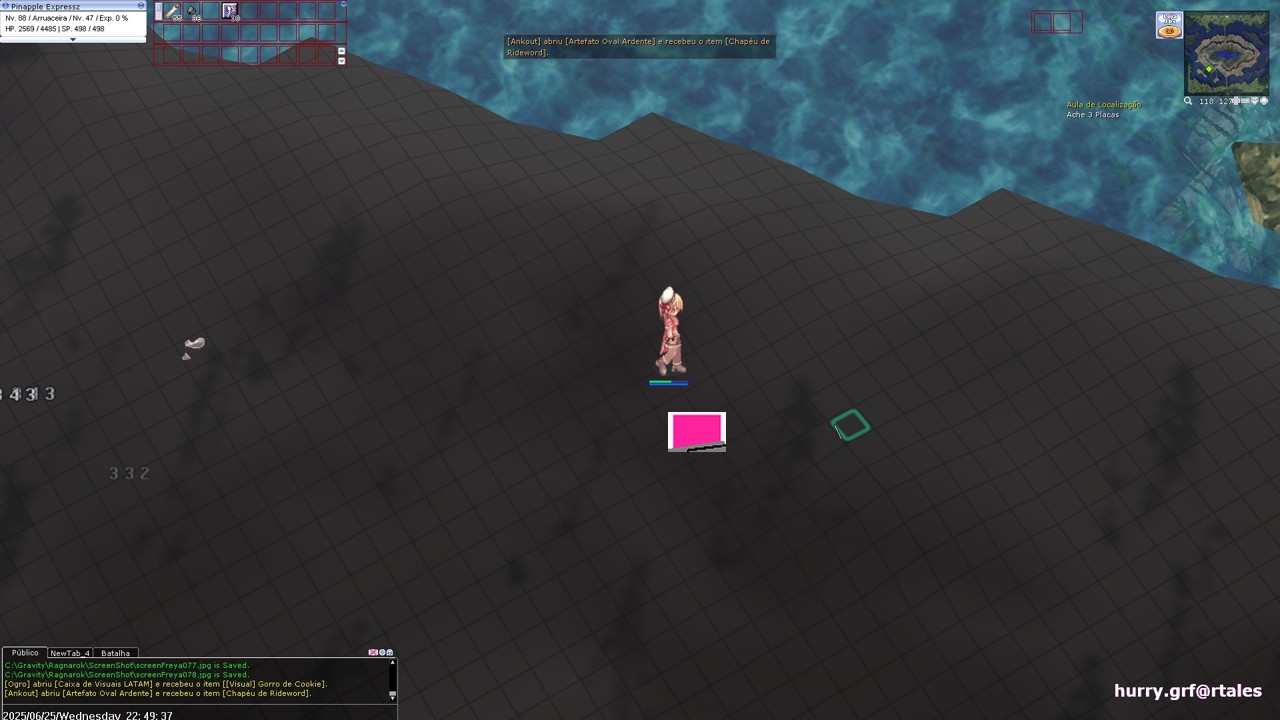 Pinapple Expressz
Nv. 88 / Arruaceira / Nv. 47 / Exp. 0 %
HP. 2569 / 4485 | SP. 498 / 498
[Ankout] abriu [Artefato Oval Ardente] e recebeu o item [Chapéu de
Rideword].
Aula de Localização
Ache 3 Placas
3 3 2
Público NewTab_4 Batalha
C:\Gravity\Ragnarok\ScreenShot\screenFreya077.jpg is Saved.
C:\Gravity\Ragnarok\ScreenShot\screenFreya078.jpg is Saved.
[Ogro] abriu [Caixa de Visuais LATAM] e recebeu o item [[Visual] Gorro de Cookie].
[Ankout] abriu [Artefato Oval Ardente] e recebeu o item [Chapéu de Rideword].
2025/06/25/Wednesday 22:49:37
hurry.grf@rtales